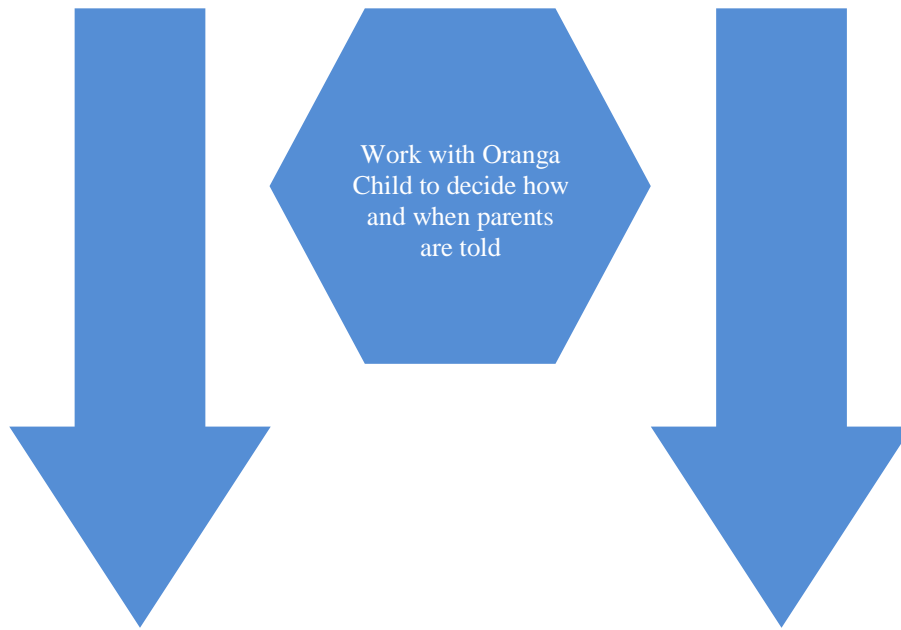 Work with Oranga
Child to decide how
and when parents
are told